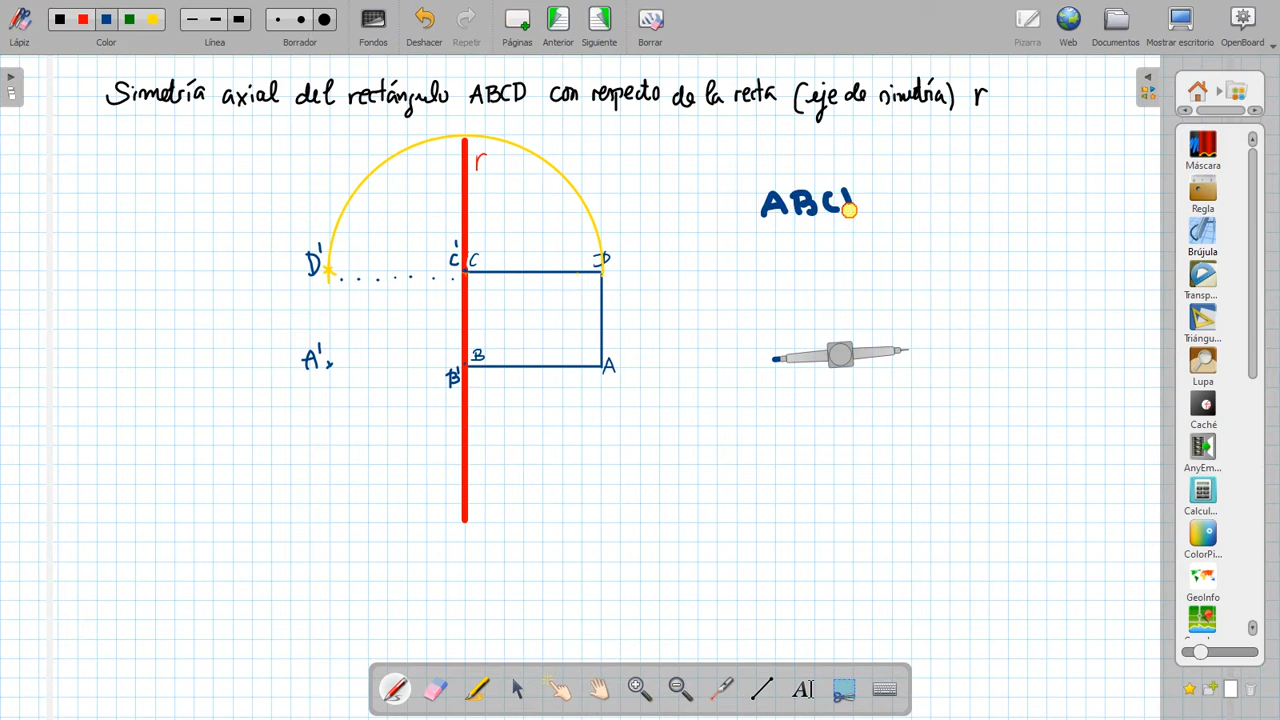 Lápiz
Color
Línea
Borrador
Fondos
Deshacer
Repetir
Páginas
Anterior
Siguiente
Borrar
Pizarra
Web
Documentos
Mostrar escritorio
OpenBoard
Simetría axial del rectángulo ABCD con respecto de la recta (eje de simetría) r
r
ABC
D'
C'
C
D
A'
B
B'
A
Máscara
Regla
Brújula
Transp...
Triángu...
Lupa
Caché
AnyEm...
Calcul...
ColorPi...
GeoInfo
AI